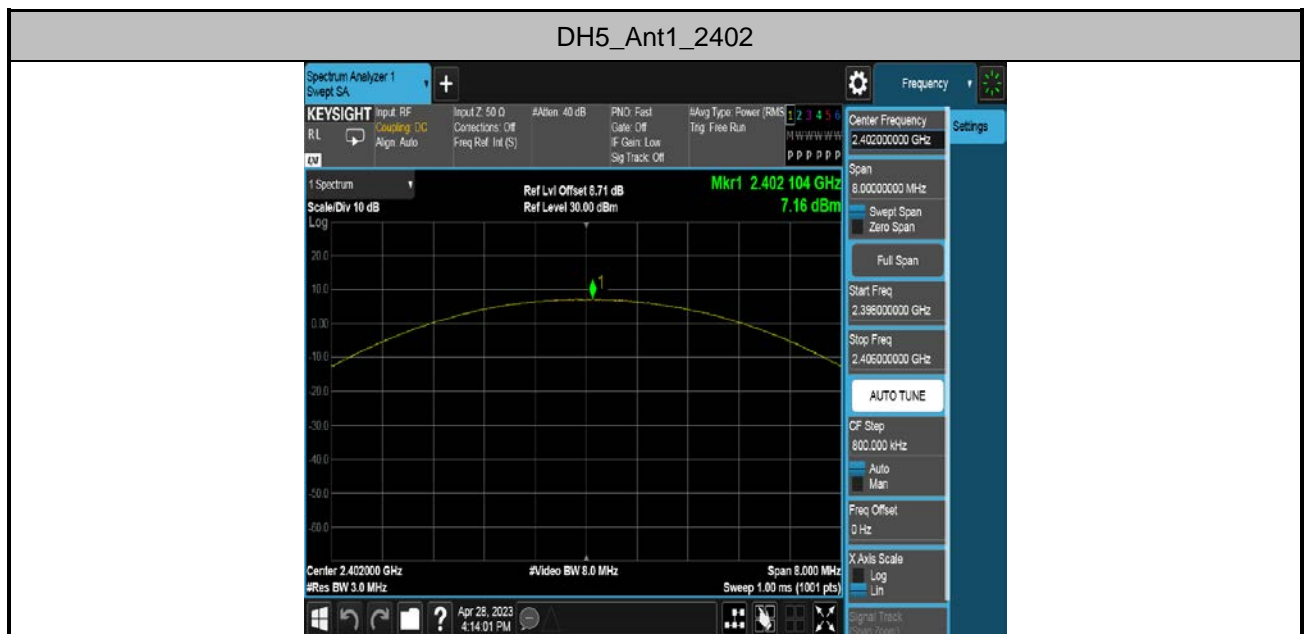 DH5_Ant1_2402
Spectrum Analyzer 1
Swept SA
+
Frequency
KEYSIGHT
RL
Input: RF
Coupling: DC
Align: Auto
Input Z: 50 Ω
Corrections: Off
Freq Ref: Int (S)
#Atten: 40 dB
PNO: Fast
Gate: Off
IF Gain: Low
Sig Track: Off
#Avg Type: Power (RMS
Trig: Free Run
1 2 3 4 5 6
M W W W W W
P P P P P P
1 Spectrum
Scale/Div 10 dB
Ref Lvl Offset 8.71 dB
Ref Level 30.00 dBm
Mkr1 2.402 104 GHz
7.16 dBm
Log
20.0
10.0
0.00
-10.0
-20.0
-30.0
-40.0
-50.0
-60.0
1
Center 2.402000 GHz
#Res BW 3.0 MHz
#Video BW 8.0 MHz
Span 8.000 MHz
Sweep 1.00 ms (1001 pts)
?
Apr 28, 2023
4:14:01 PM
Center Frequency
2.402000000 GHz
Settings
Span
8.00000000 MHz
Swept Span
Zero Span
Full Span
Start Freq
2.398000000 GHz
Stop Freq
2.406000000 GHz
AUTO TUNE
CF Step
800.000 kHz
Auto
Man
Freq Offset
0 Hz
X Axis Scale
Log
Lin
Signal Track
(Span Zoom)